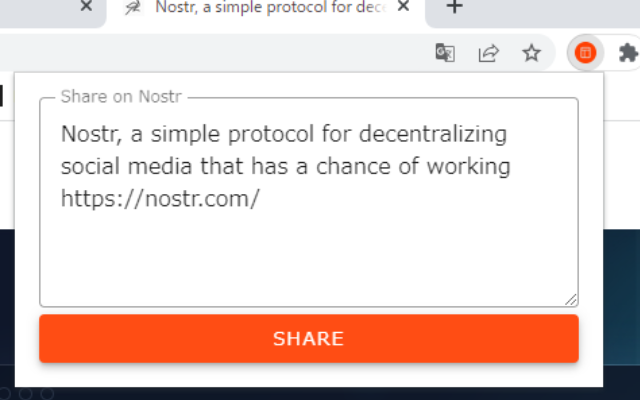 Nostr, a simple protocol for dece
Share on Nostr
Nostr, a simple protocol for decentralizing
social media that has a chance of working
https://nostr.com/
SHARE